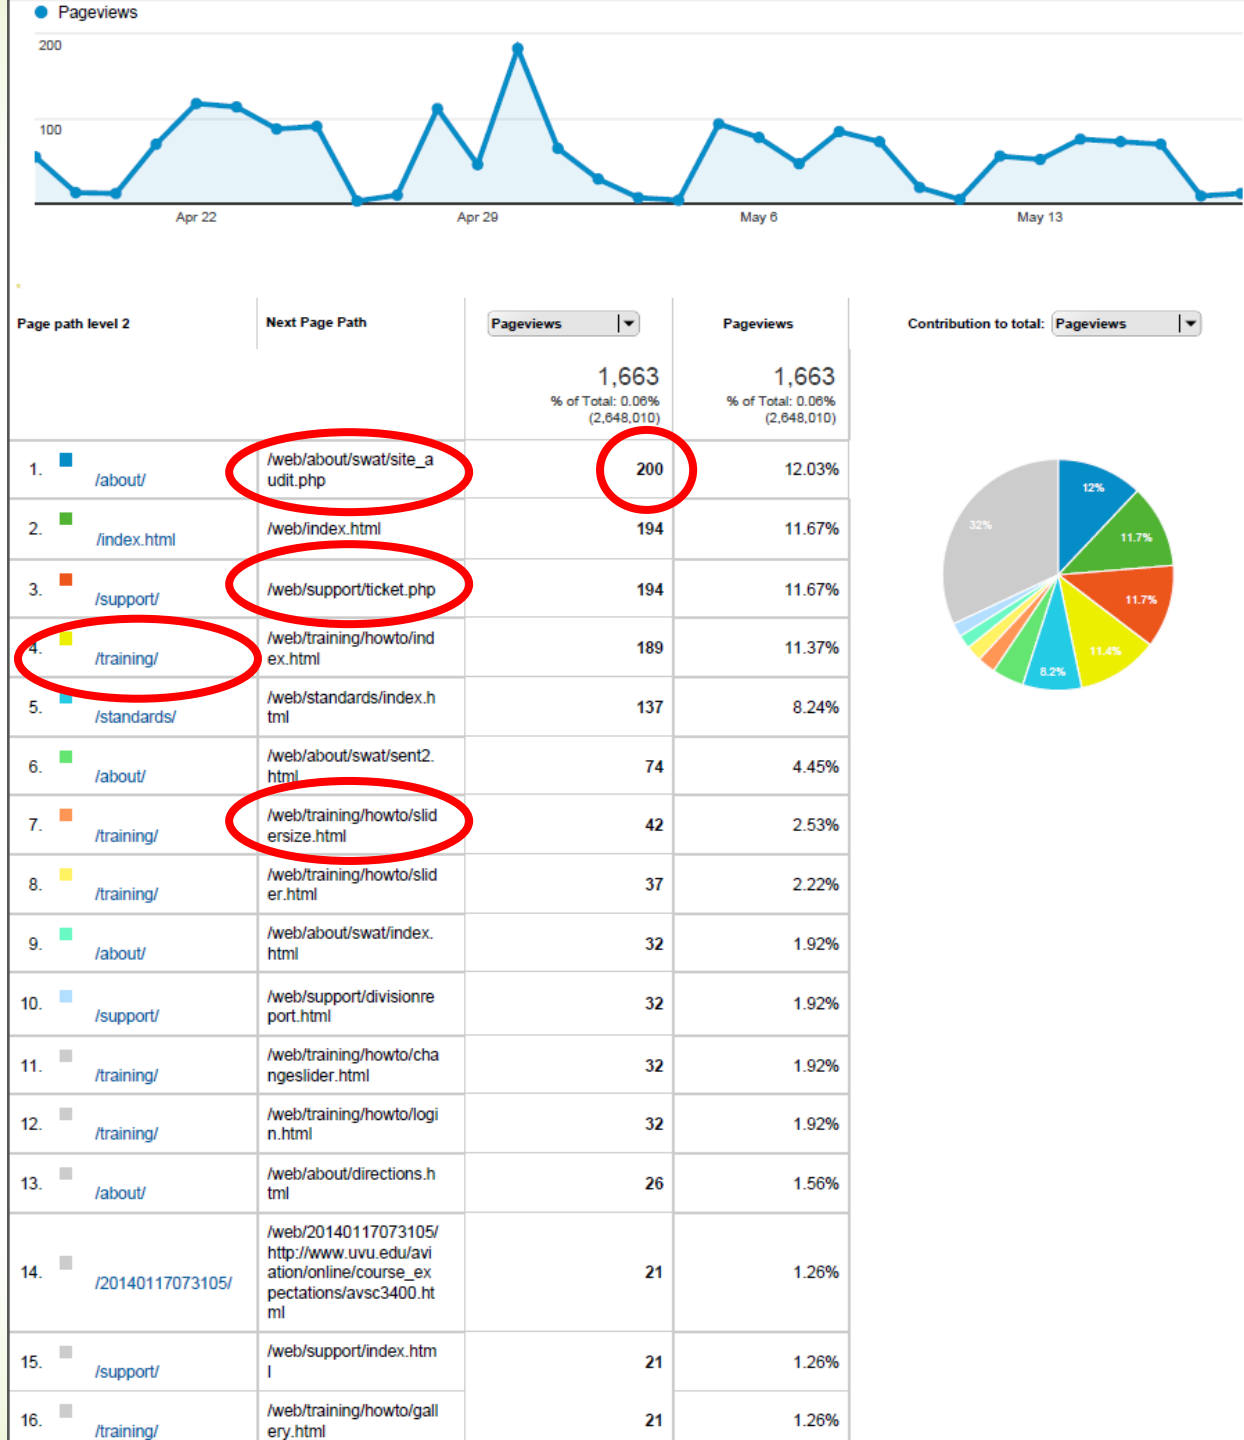 Pageviews
200
100
Apr 22
Apr 29
May 6
May 13
Page path level 2
Next Page Path
Pageviews
Pageviews
Contribution to total: Pageviews
1,663
% of Total: 0.06%
(2,648,010)
1,663
% of Total: 0.06%
(2,648,010)
1.
/about/
/web/about/swat/site_a
udit.php
200
12.03%
2.
/index.html
/web/index.html
194
11.67%
3.
/support/
/web/support/ticket.php
194
11.67%
4.
/training/
/web/training/howto/ind
ex.html
189
11.37%
5.
/standards/
/web/standards/index.h
tml
137
8.24%
6.
/about/
/web/about/swat/sent2.
html
74
4.45%
7.
/training/
/web/training/howto/slid
ersize.html
42
2.53%
8.
/training/
/web/training/howto/slid
er.html
37
2.22%
9.
/about/
/web/about/swat/index.
html
32
1.92%
10.
/support/
/web/support/divisionre
port.html
32
1.92%
11.
/training/
/web/training/howto/cha
ngeslider.html
32
1.92%
12.
/training/
/web/training/howto/logi
n.html
32
1.92%
13.
/about/
/web/about/directions.h
tml
26
1.56%
14.
/20140117073105/
/web/20140117073105/
http://www.uvu.edu/avi
ation/online/course_ex
pectations/avsc3400.ht
ml
21
1.26%
15.
/support/
/web/support/index.htm
l
21
1.26%
16.
/training/
/web/training/howto/gall
ery.html
21
1.26%
12%
11.7%
11.7%
11.4%
8.2%
32%